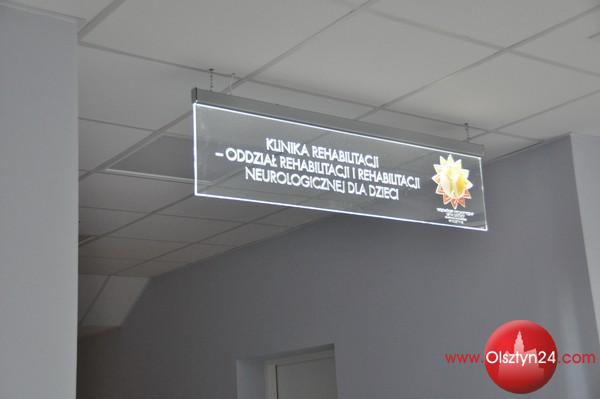 KLINIKA REHABILITACJI
– ODDZIAŁ REHABILITACJI I REHABILITACJI
NEUROLOGICZNEJ DLA DZIECI
www.Olsztyn24.com